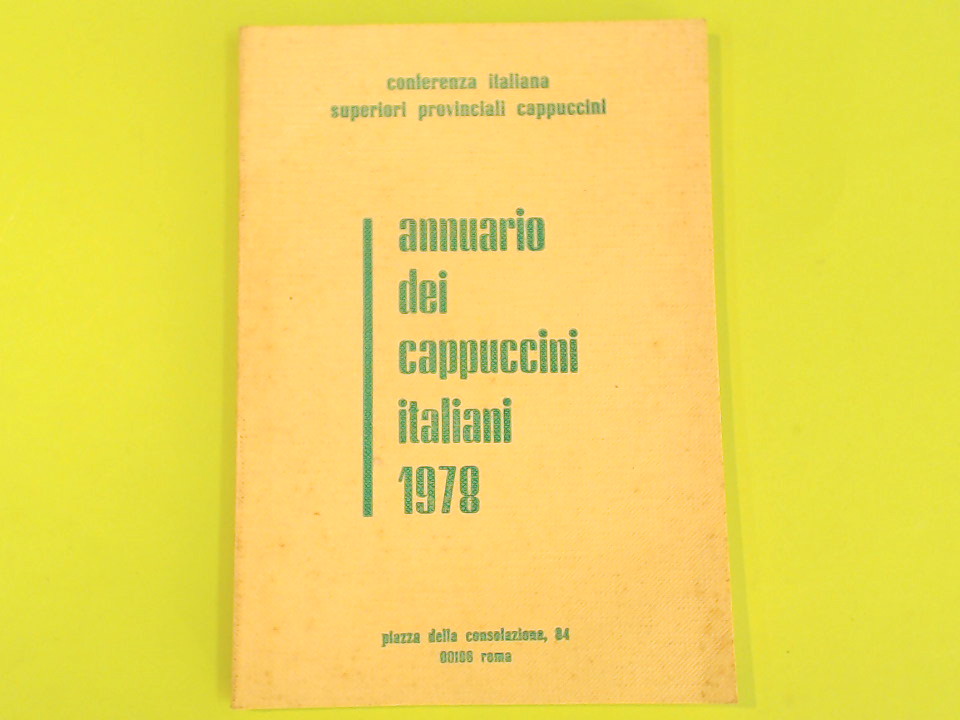 conferenza italiana
superiori provinciali cappuccini
annuario
dei
cappuccini
italiani
1978
piazza della consolazione, 84
00186 roma